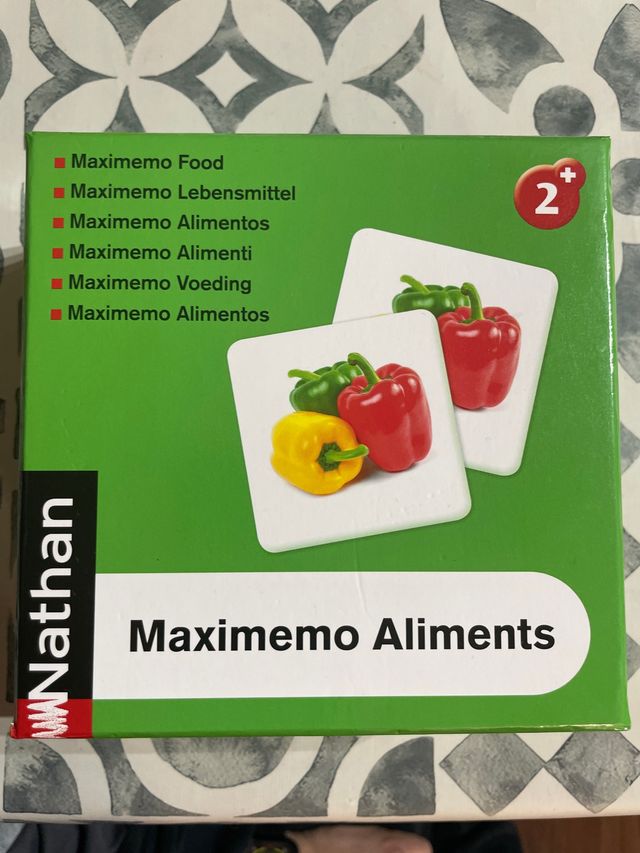 Maximemo Food
Maximemo Lebensmittel
Maximemo Alimentos
Maximemo Alimenti
Maximemo Voeding
Maximemo Alimentos
2+
Nathan
Maximemo Aliments